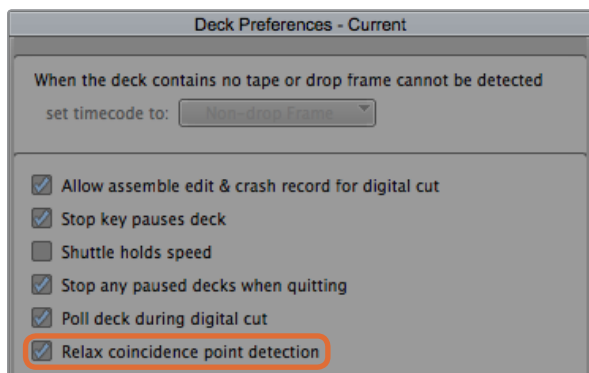 Deck Preferences - Current
When the deck contains no tape or drop frame cannot be detected
set timecode to: Non-drop Frame
Allow assemble edit & crash record for digital cut
Stop key pauses deck
Shuttle holds speed
Stop any paused decks when quitting
Poll deck during digital cut
Relax coincidence point detection